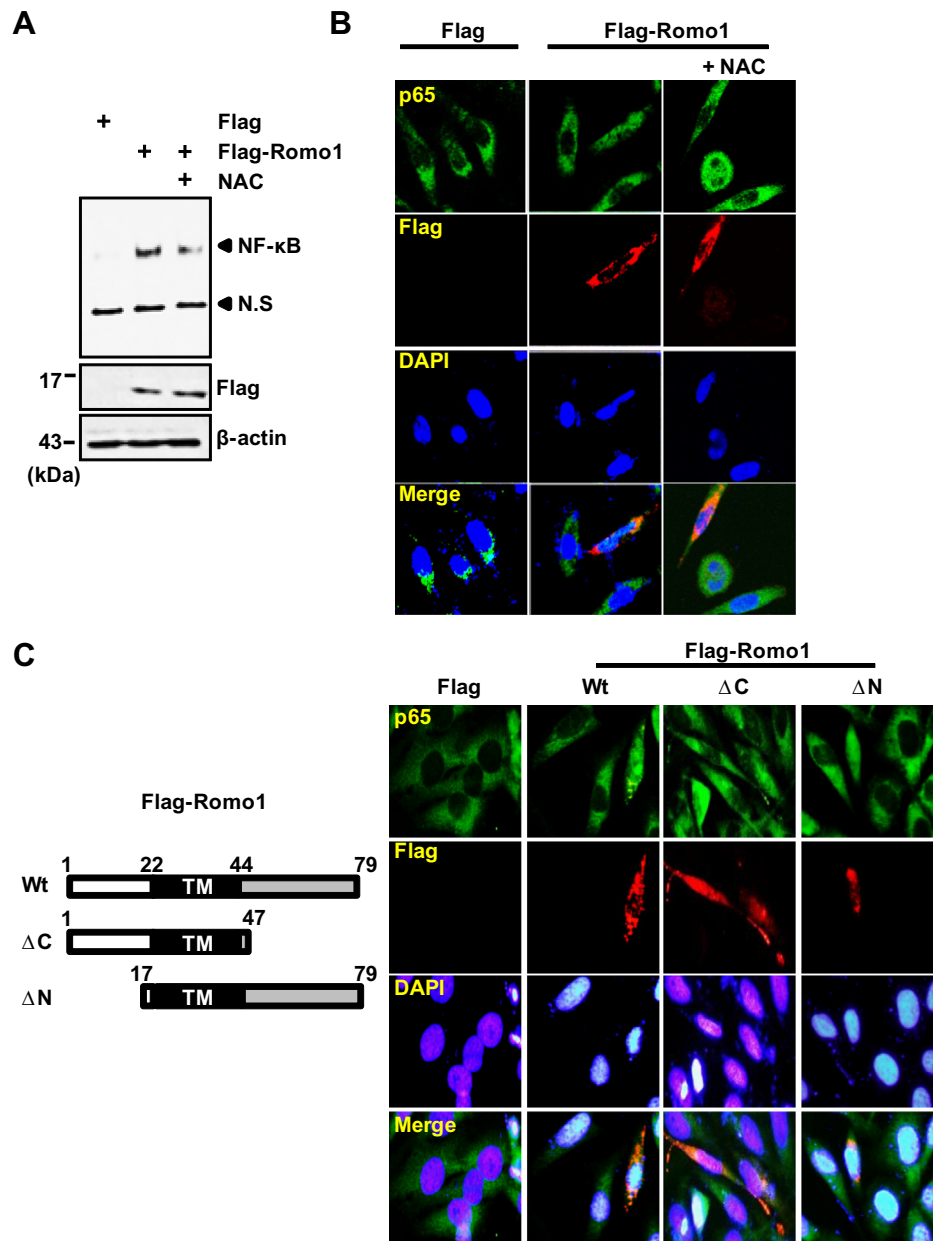 A
+ Flag
+ + Flag-Romo1
+ NAC
NF-κB
N.S
17
Flag
43
β-actin
(kDa)
B
Flag
Flag-Romo1
+ NAC
p65
Flag
DAPI
Merge
C
Flag-Romo1
Flag
Wt
ΔC
ΔN
p65
Flag
DAPI
Merge
Flag-Romo1
1 22 44 79
Wt TM
1 47
ΔC TM
17 79
ΔN TM